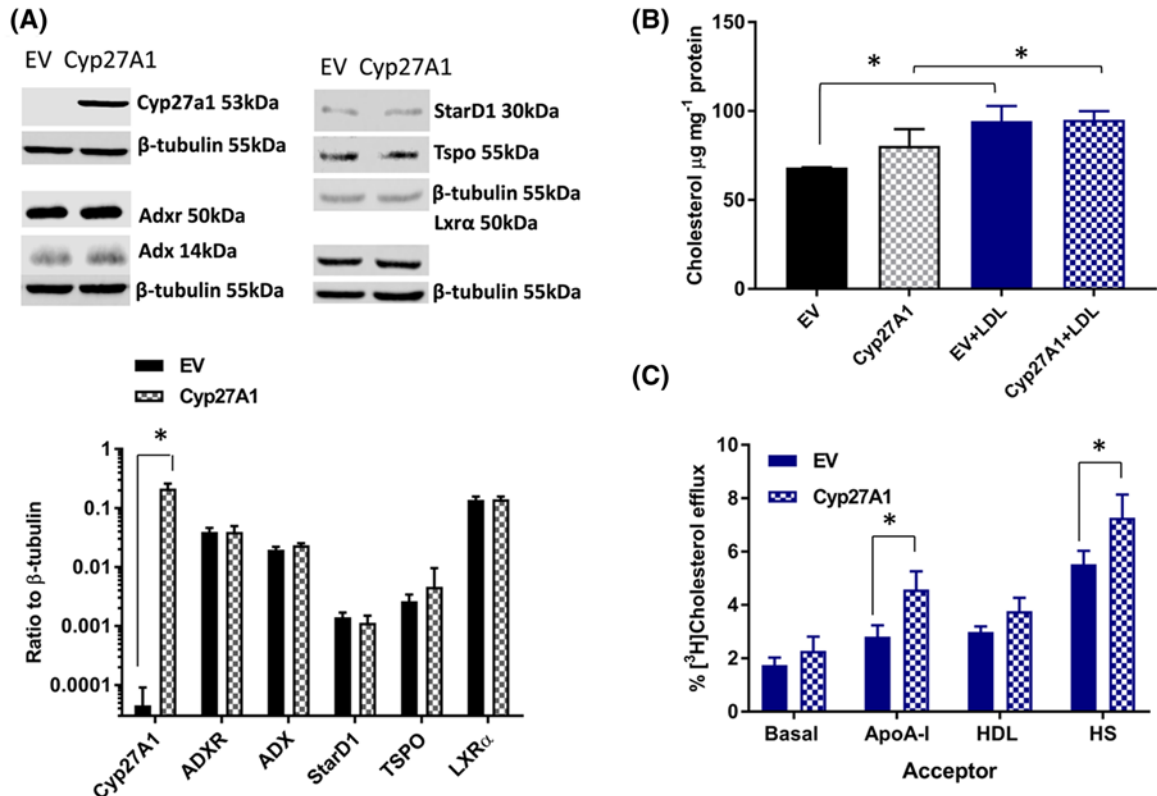 (A)
EV Cyp27A1
Cyp27a1 53kDa
β-tubulin 55kDa
Adxr 50kDa
Adx 14kDa
β-tubulin 55kDa
EV Cyp27A1
StarD1 30kDa
Tspo 55kDa
β-tubulin 55kDa
Lxrα 50kDa
β-tubulin 55kDa
EV
Cyp27A1
*
Ratio to β-tubulin
1
0.1
0.01
0.001
0.0001
Cyp27A1
ADXR
ADX
StarD1
TSPO
LXRα
(B)
Cholesterol μg mg⁻¹ protein
150
100
50
0
*
*
EV
Cyp27A1
EV+LDL
Cyp27A1+LDL
(C)
EV
Cyp27A1
% [³H]Cholesterol efflux
10
8
6
4
2
0
*
*
Basal
ApoA-I
HDL
HS
Acceptor